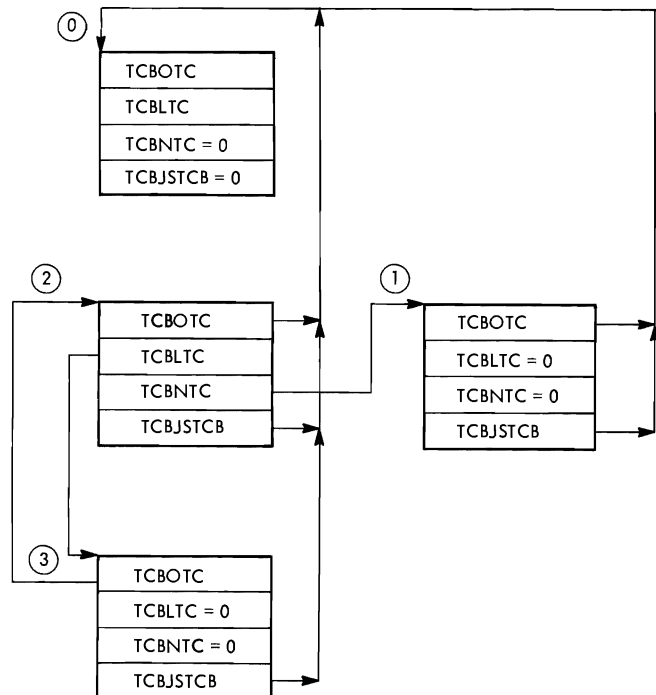 0
TCBOTC
TCBLTC
TCBNTC = 0
TCBJSTCB = 0
2
TCBOTC
TCBLTC
TCBNTC
TCBJSTCB
1
TCBOTC
TCBLTC = 0
TCBNTC = 0
TCBJSTCB
3
TCBOTC
TCBLTC = 0
TCBNTC = 0
TCBJSTCB